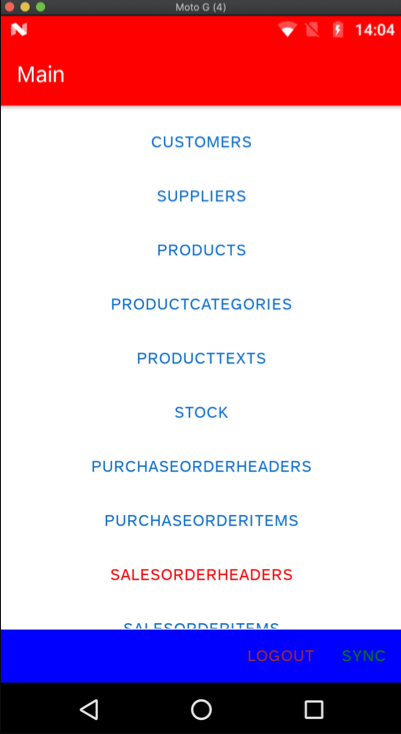 Moto G (4)
14:04
Main
CUSTOMERS
SUPPLIERS
PRODUCTS
PRODUCTCATEGORIES
PRODUCTTEXTS
STOCK
PURCHASEORDERHEADERS
PURCHASEORDERITEMS
SALESORDERHEADERS
SALESORDERITEMS
LOGOUT SYNC